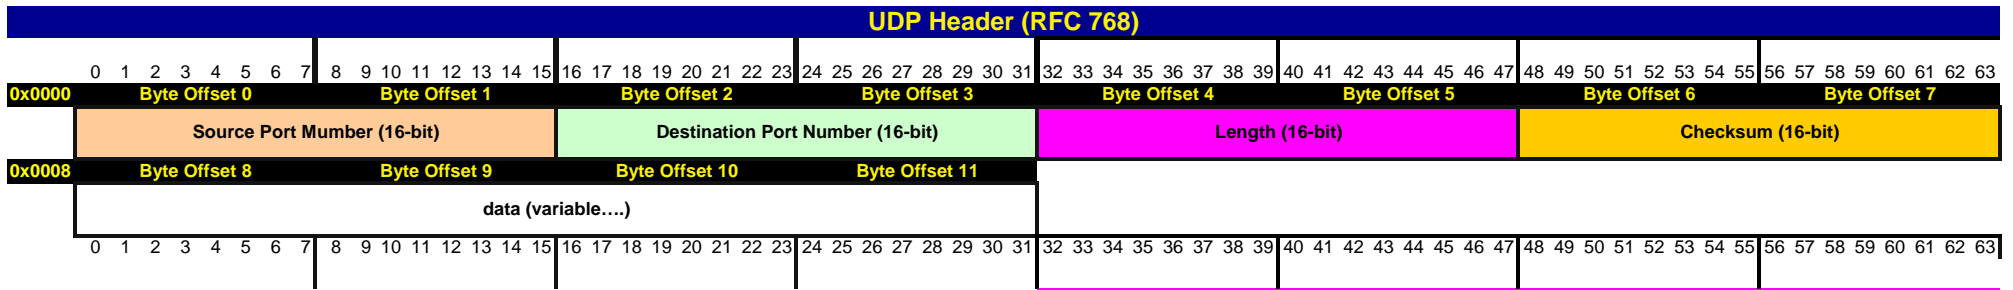 UDP Header (RFC 768)
0 1 2 3 4 5 6 7 8 9 10 11 12 13 14 15 16 17 18 19 20 21 22 23 24 25 26 27 28 29 30 31 32 33 34 35 36 37 38 39 40 41 42 43 44 45 46 47 48 49 50 51 52 53 54 55 56 57 58 59 60 61 62 63
0x0000 Byte Offset 0 Byte Offset 1 Byte Offset 2 Byte Offset 3 Byte Offset 4 Byte Offset 5 Byte Offset 6 Byte Offset 7
Source Port Mumber (16-bit) Destination Port Number (16-bit) Length (16-bit) Checksum (16-bit)
0x0008 Byte Offset 8 Byte Offset 9 Byte Offset 10 Byte Offset 11
data (variable….)
0 1 2 3 4 5 6 7 8 9 10 11 12 13 14 15 16 17 18 19 20 21 22 23 24 25 26 27 28 29 30 31 32 33 34 35 36 37 38 39 40 41 42 43 44 45 46 47 48 49 50 51 52 53 54 55 56 57 58 59 60 61 62 63